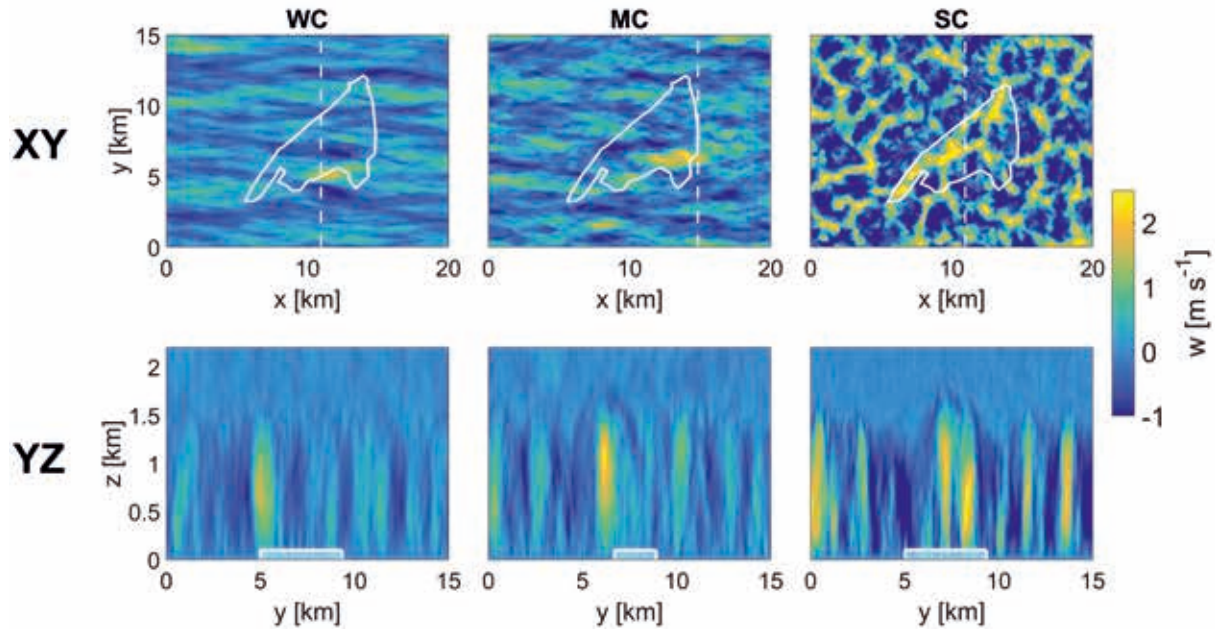 WC MC SC
XY
y [km]
15
10
5
0
0 10 20 0 10 20 0 10 20
x [km] x [km] x [km]
w [m s⁻¹]
2
1
0
-1
YZ
z [km]
2
1.5
1
0.5
0
0 5 10 15 0 5 10 15 0 5 10 15
y [km] y [km] y [km]